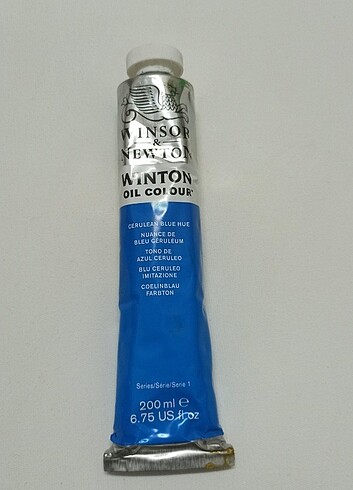 WINSOR
&
NEWTON
WINTON
OIL COLOUR
CERULEAN BLUE HUE
NUANCE DE
BLEU CERULEUM
TONO DE
AZUL CERULEO
BLU CERULEO
IMITAZIONE
COELINBLAU
FARBTON
Series/Série/Serie 1
200 ml ℮
6.75 US fl oz